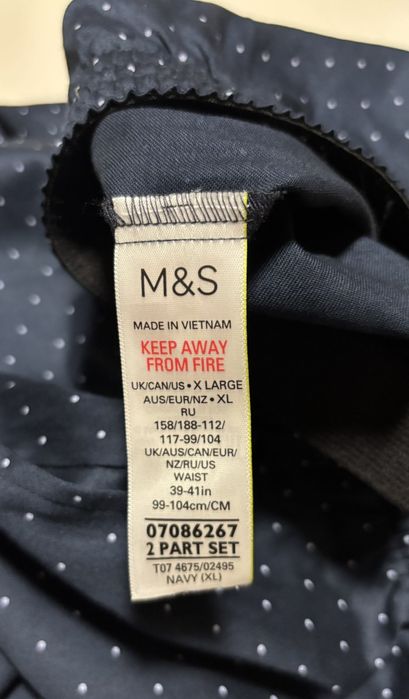 M&S
MADE IN VIETNAM
KEEP AWAY
FROM FIRE
UK/CAN/US • X LARGE
AUS/EUR/NZ • XL
RU
158/188-112/
117-99/104
UK/AUS/CAN/EUR/
NZ/RU/US
WAIST
39-41in
99-104cm/CM
07086267
2 PART SET
T07 4675/02495
NAVY (XL)